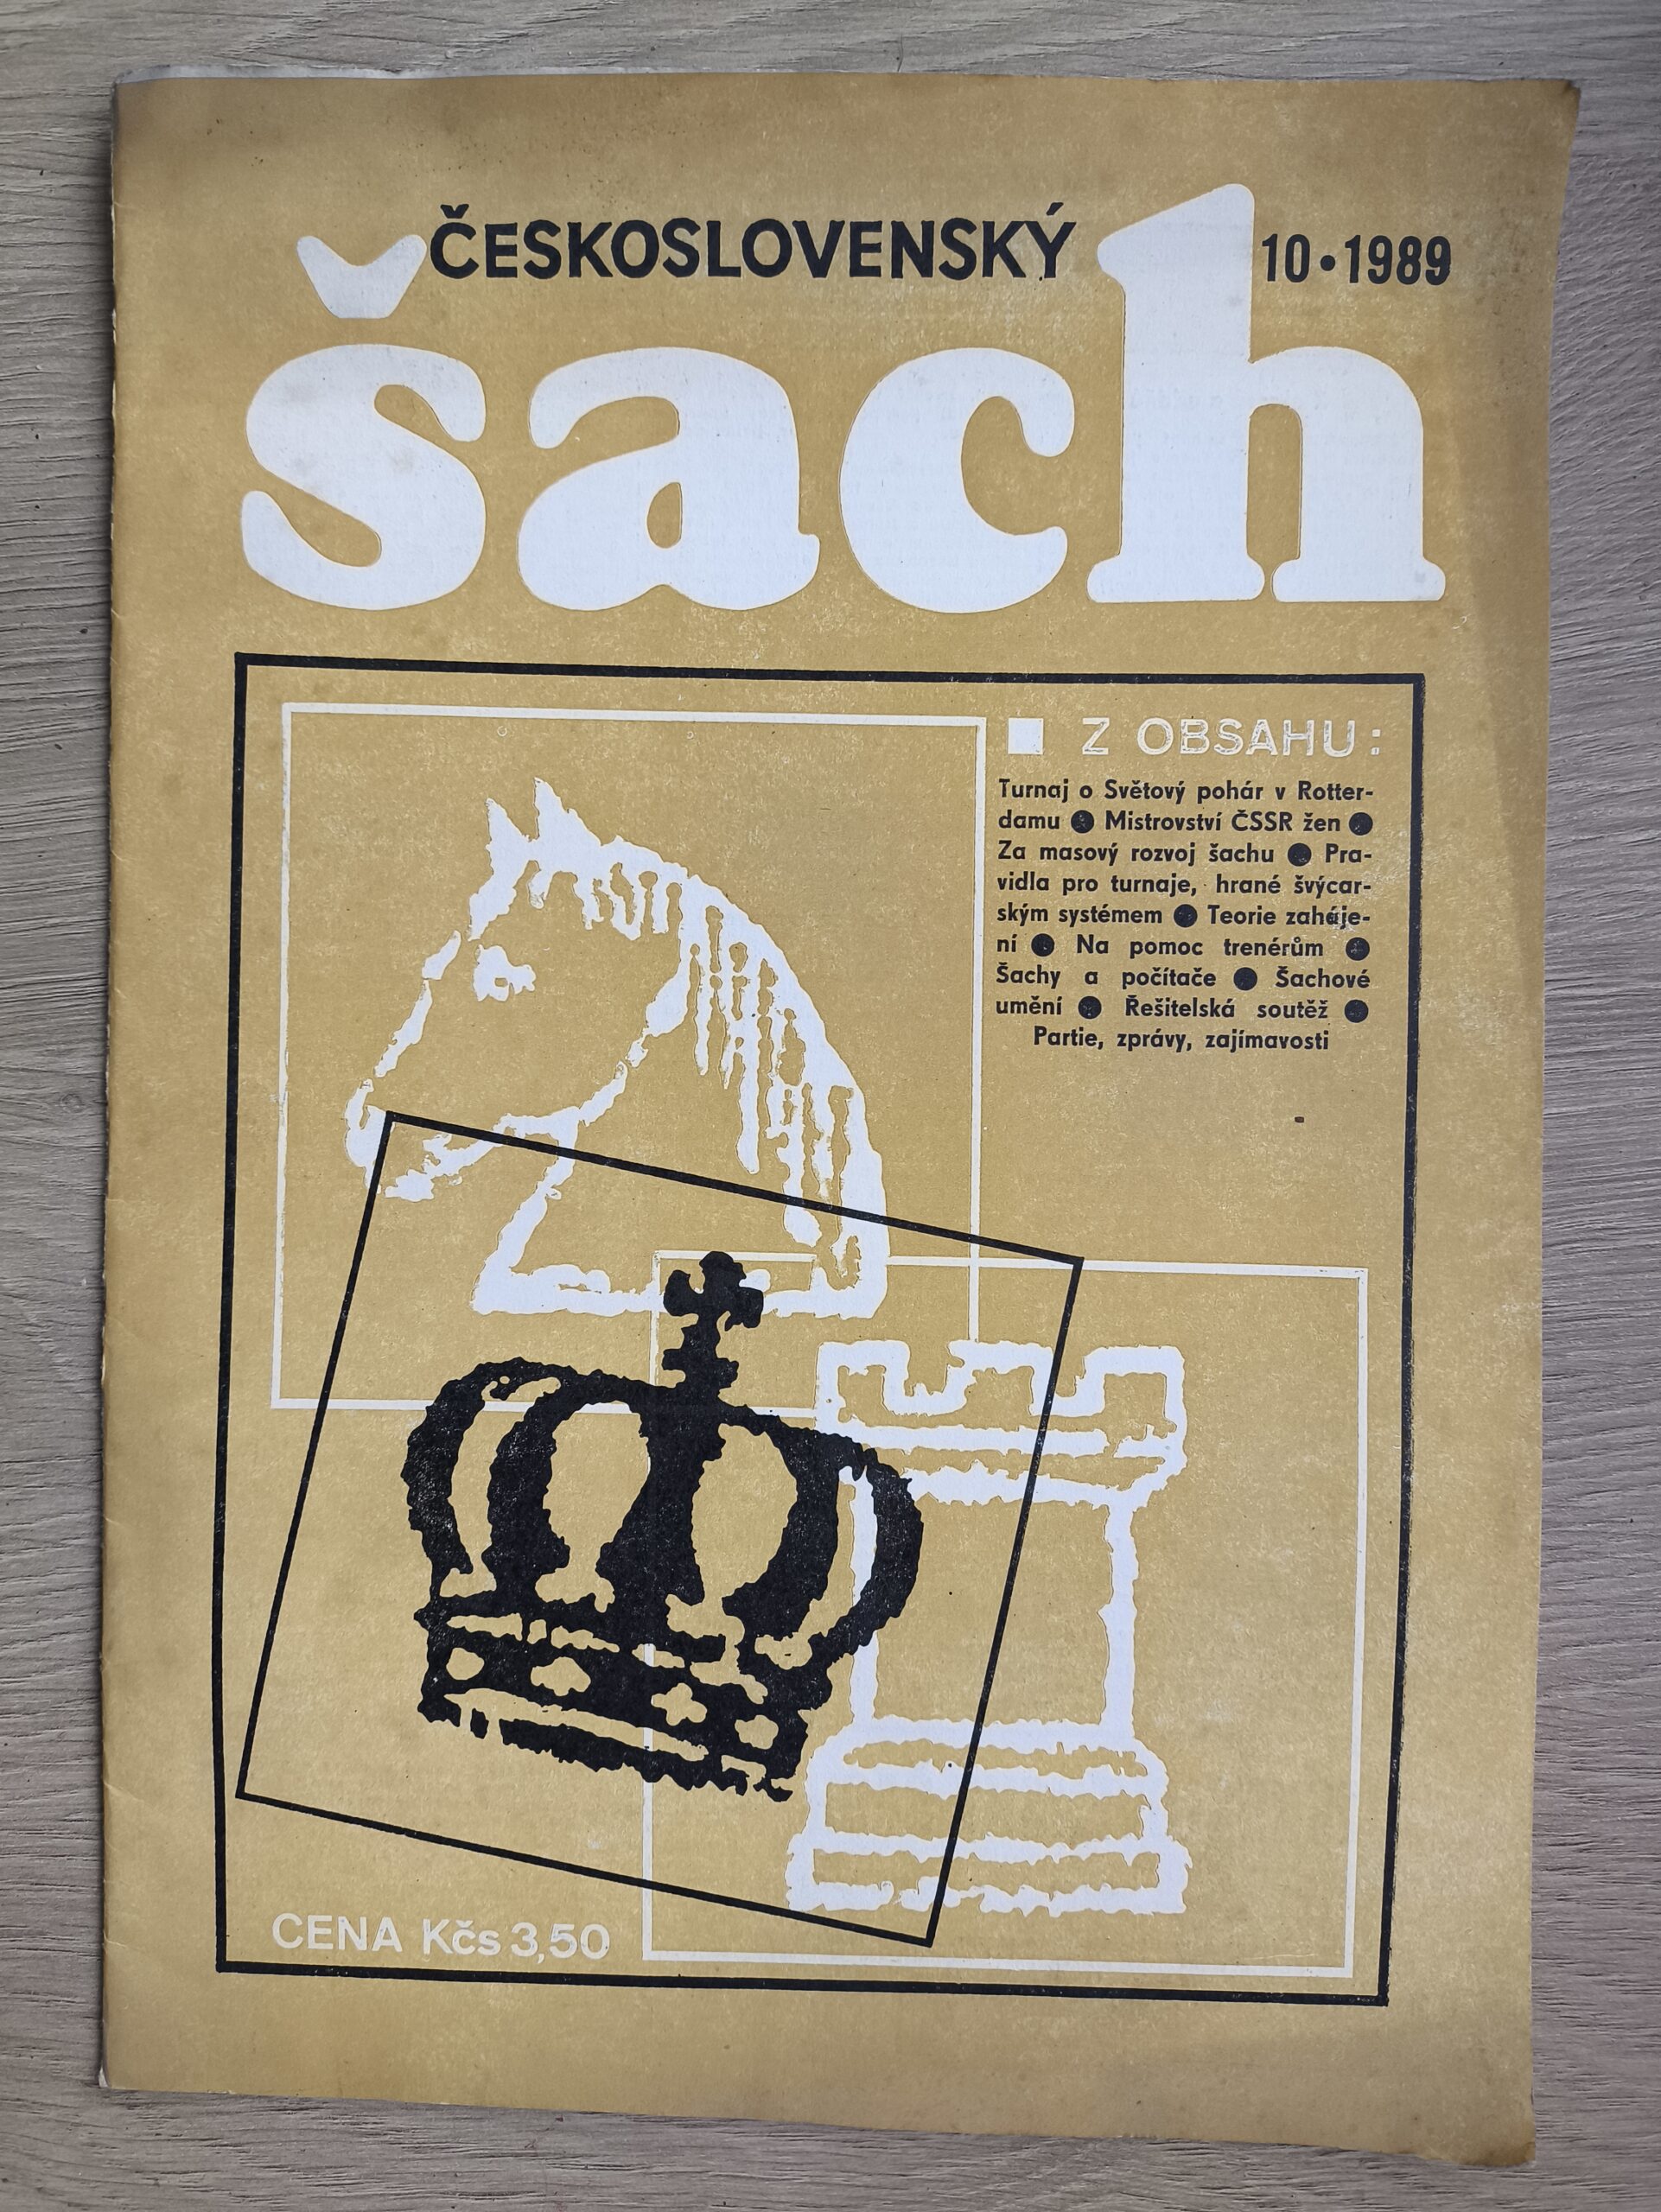 ČESKOSLOVENSKÝ
10•1989
šach
Z OBSAHU:
Turnaj o Světový pohár v Rotter-
damu ● Mistrovství ČSSR žen ●
Za masový rozvoj šachu ● Pra-
vidla pro turnaje, hrané švýcar-
ským systémem ● Teorie zaháje-
ní ● Na pomoc trenérům ●
Šachy a počítače ● Šachové
umění ● Řešitelská soutěž ●
Partie, zprávy, zajímavosti
CENA Kčs 3,50